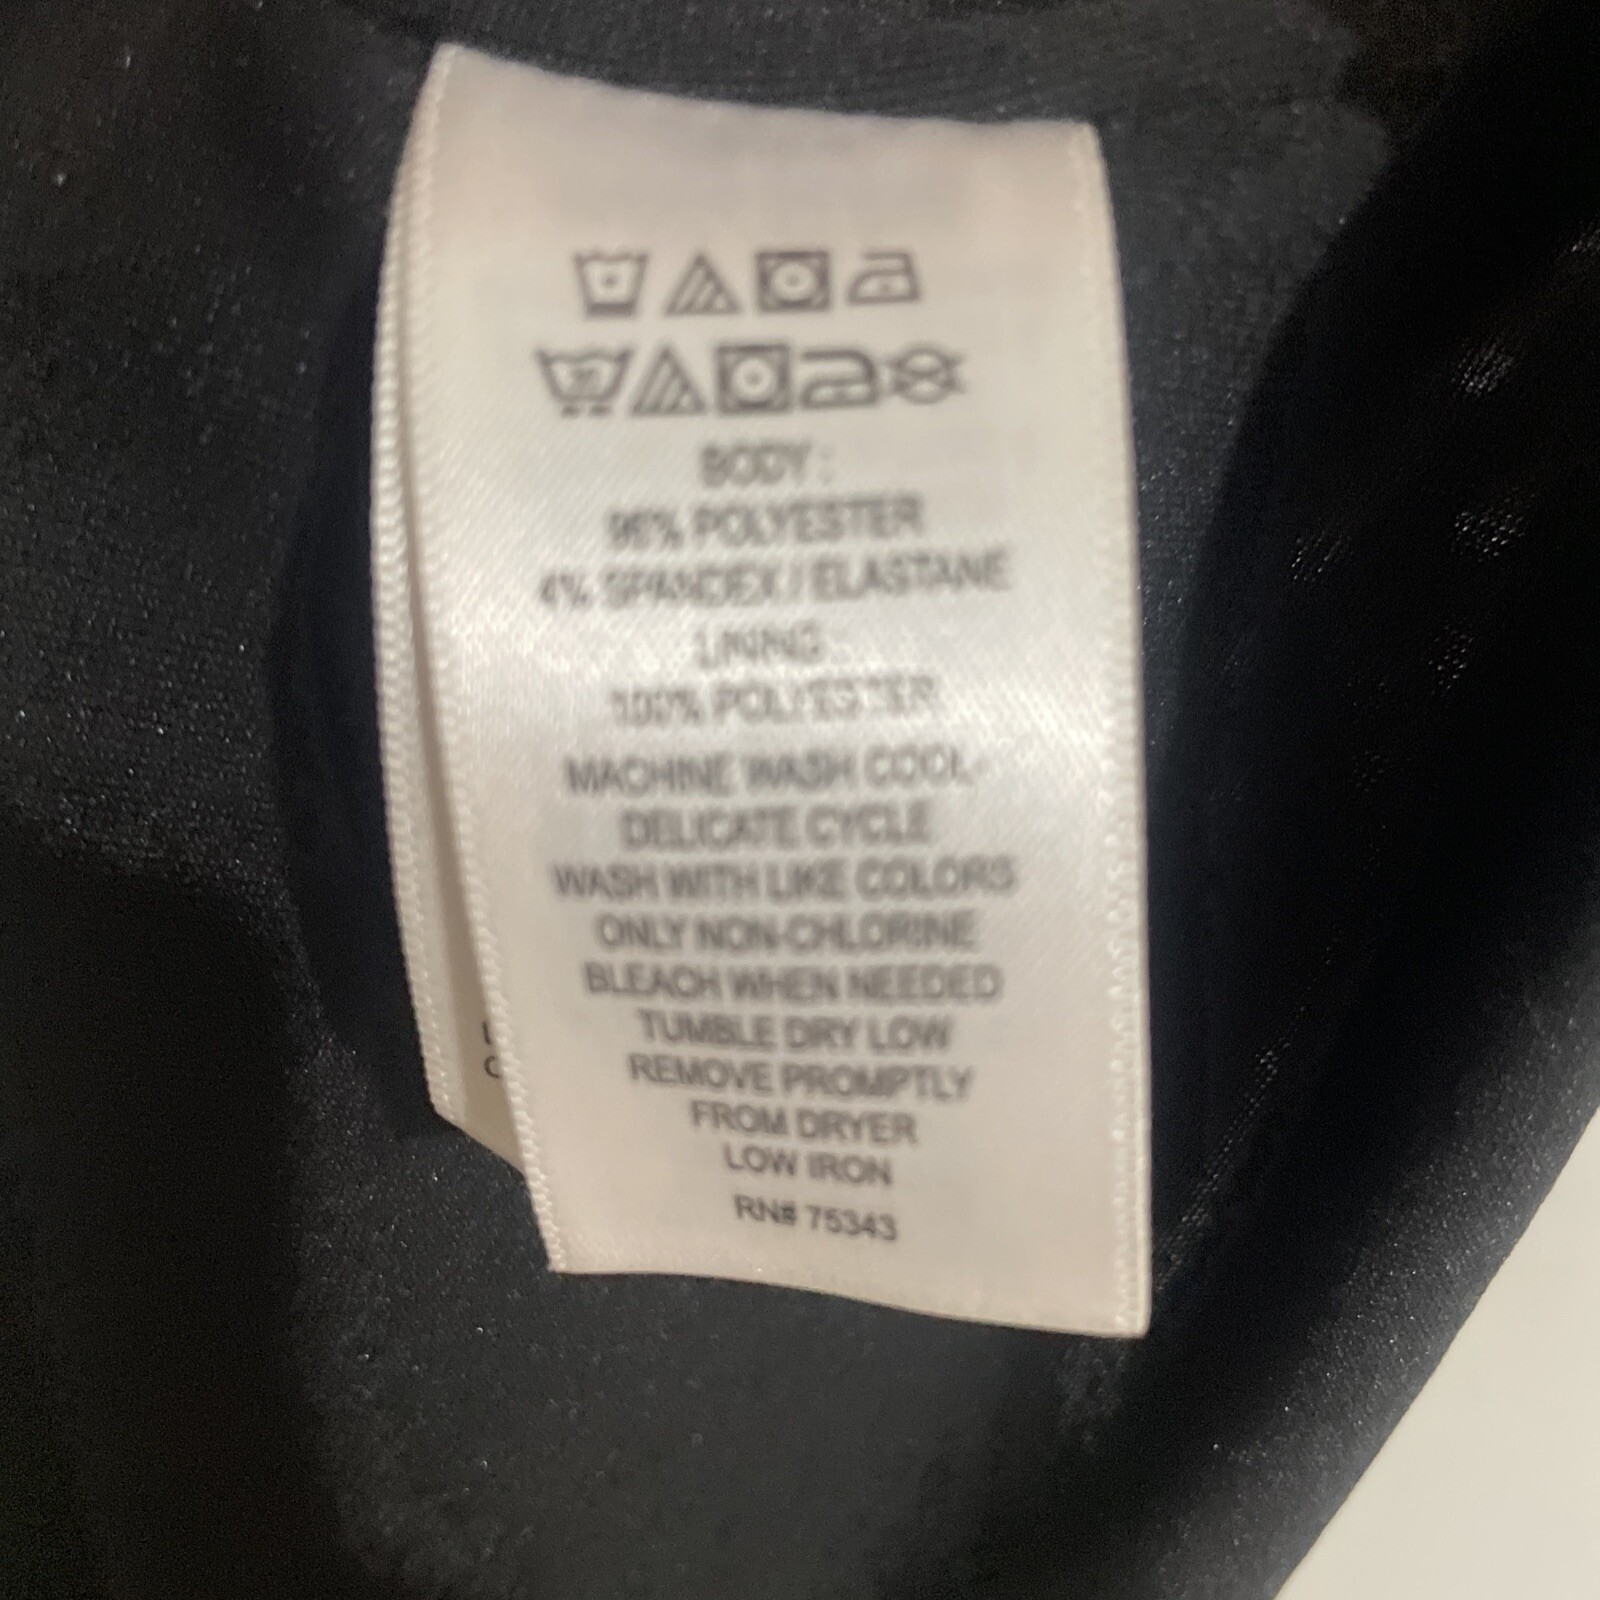 BODY :
96% POLYESTER
4% SPANDEX / ELASTANE
LINING :
100% POLYESTER
MACHINE WASH COOL-
DELICATE CYCLE
WASH WITH LIKE COLORS
ONLY NON-CHLORINE
BLEACH WHEN NEEDED
TUMBLE DRY LOW
REMOVE PROMPTLY
FROM DRYER
LOW IRON
RN# 75343